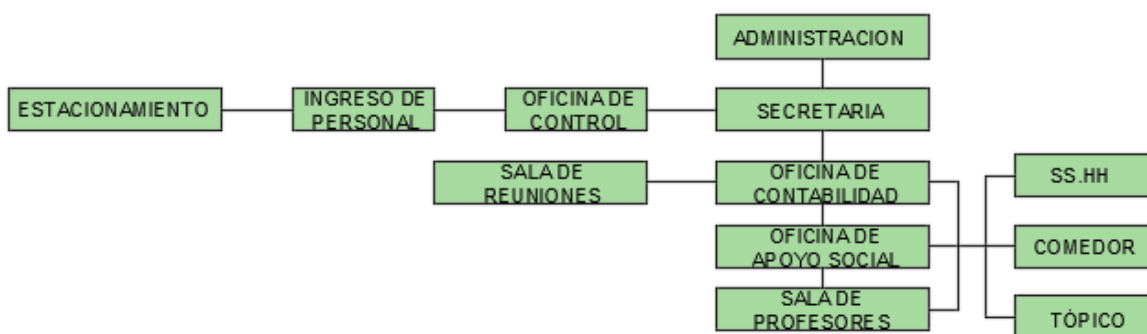 ADMINISTRACION
ESTACIONAMIENTO
INGRESO DE
PERSONAL
OFICINA DE
CONTROL
SECRETARIA
SALA DE
REUNIONES
OFICINA DE
CONTABILIDAD
SS.HH
OFICINA DE
APOYO SOCIAL
COMEDOR
SALA DE
PROFESORES
TÓPICO